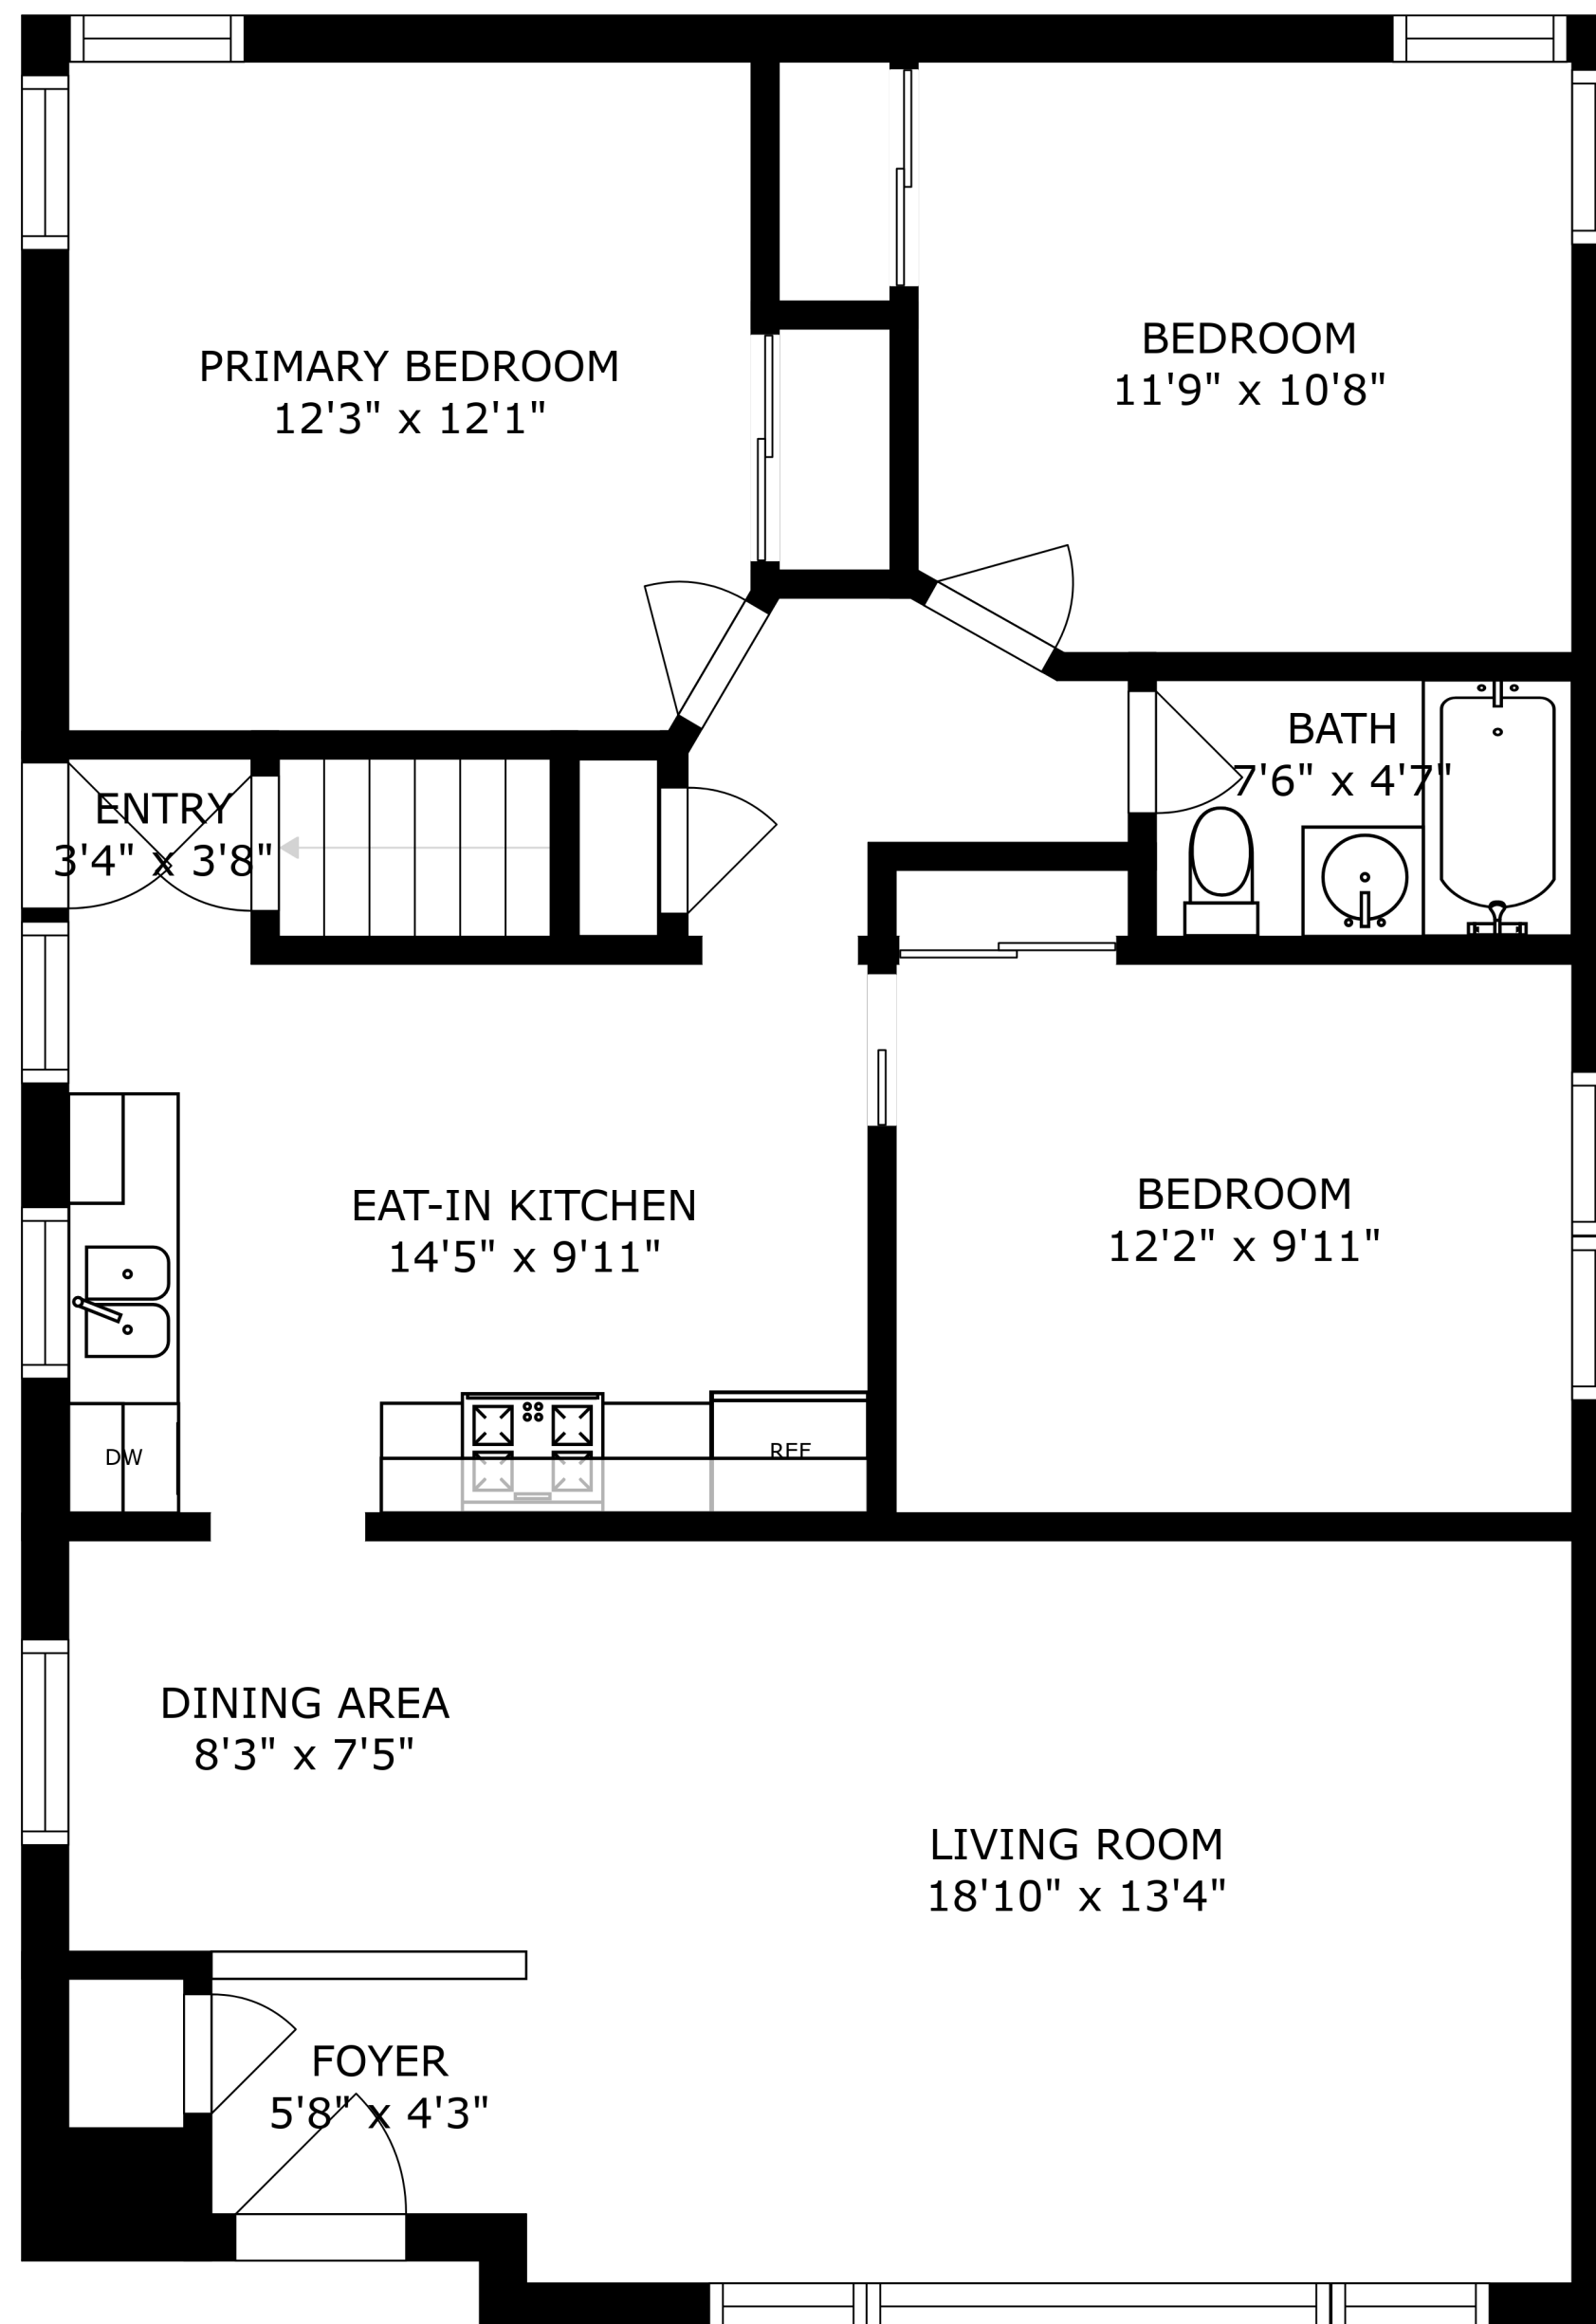 PRIMARY BEDROOM
12'3" x 12'1"
BEDROOM
11'9" x 10'8"
BATH
7'6" x 4'7"
ENTRY
3'4" x 3'8"
EAT-IN KITCHEN
14'5" x 9'11"
BEDROOM
12'2" x 9'11"
DW
REF
DINING AREA
8'3" x 7'5"
LIVING ROOM
18'10" x 13'4"
FOYER
5'8" x 4'3"